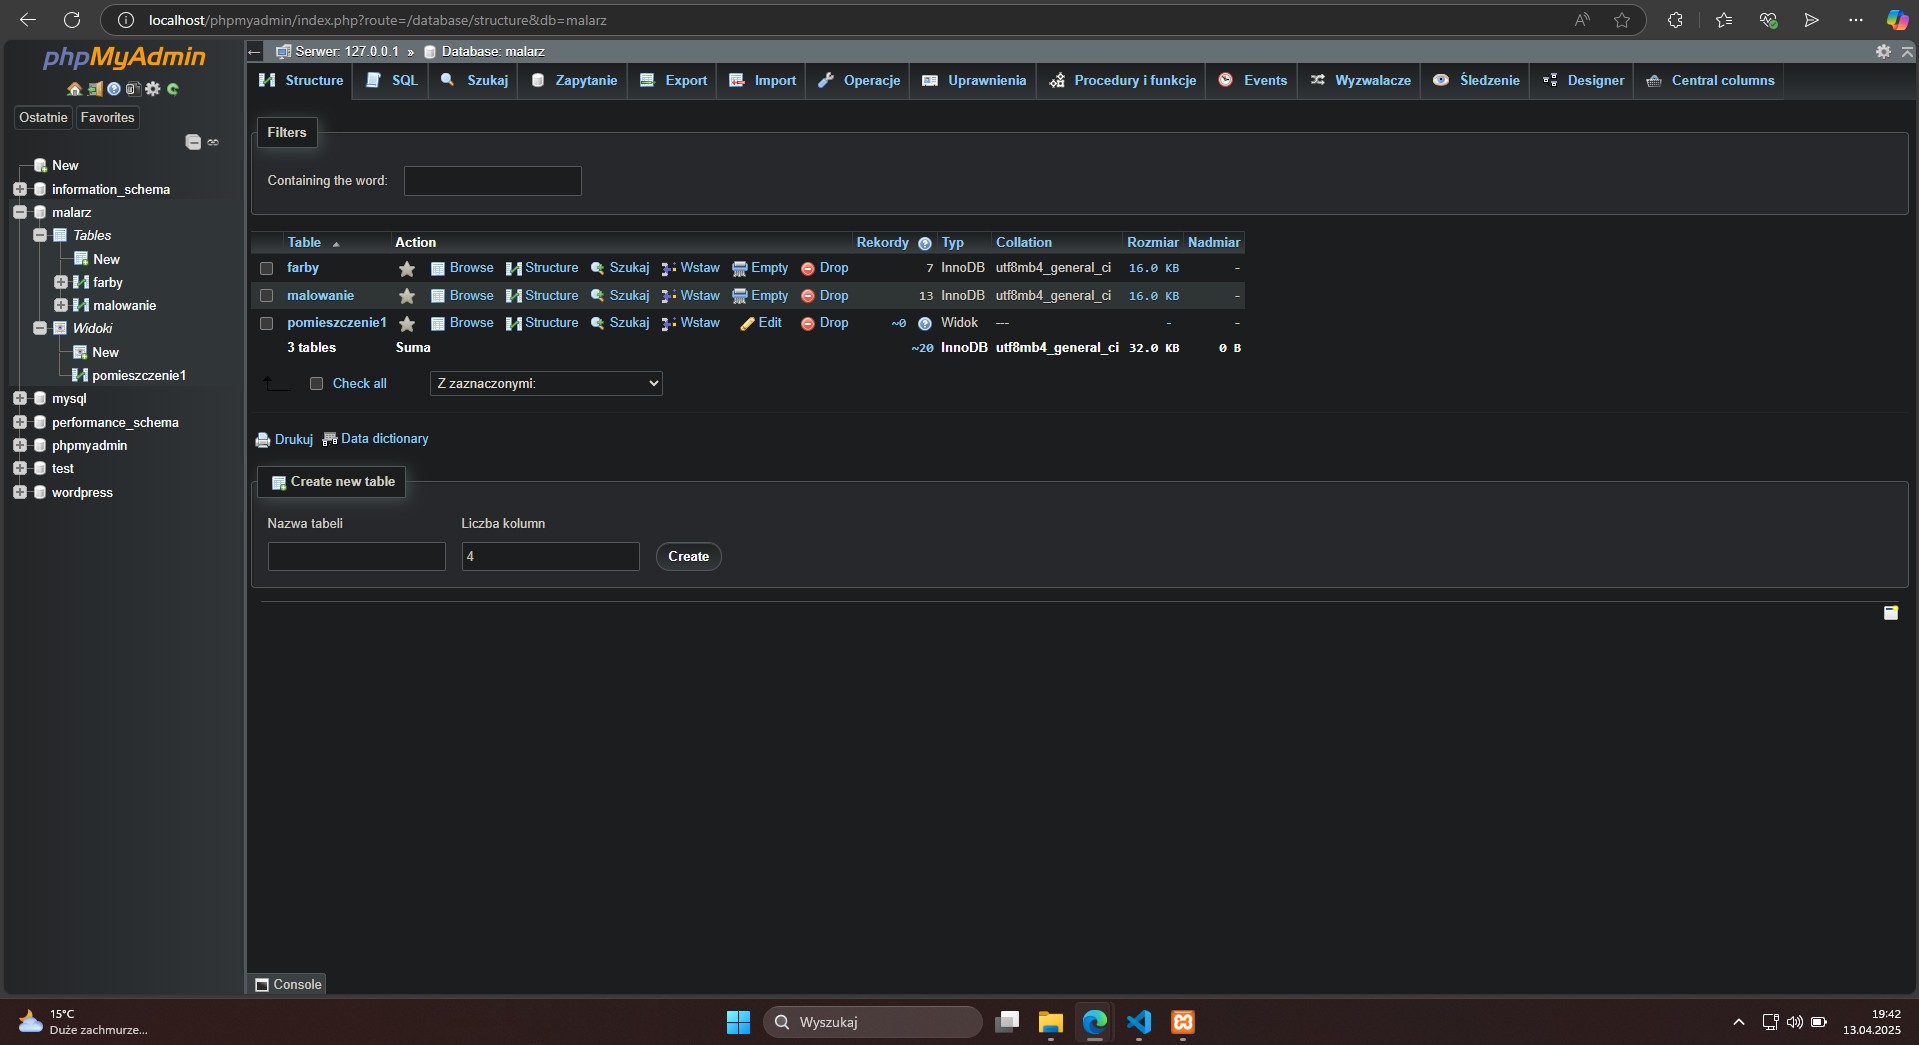 localhost/phpmyadmin/index.php?route=/database/structure&db=malarz
phpMyAdmin
Ostatnie Favorites
New
information_schema
malarz
Tables
New
farby
malowanie
Widoki
New
pomieszczenie1
mysql
performance_schema
phpmyadmin
test
wordpress
Serwer: 127.0.0.1 » Database: malarz
Structure SQL Szukaj Zapytanie Export Import Operacje Uprawnienia Procedury i funkcje Events Wyzwalacze Śledzenie Designer Central columns
Filters
Containing the word:
Table Action Rekordy Typ Collation Rozmiar Nadmiar
farby Browse Structure Szukaj Wstaw Empty Drop 7 InnoDB utf8mb4_general_ci 16.0 KB -
malowanie Browse Structure Szukaj Wstaw Empty Drop 13 InnoDB utf8mb4_general_ci 16.0 KB -
pomieszczenie1 Browse Structure Szukaj Wstaw Edit Drop ~0 Widok --- - -
3 tables Suma ~20 InnoDB utf8mb4_general_ci 32.0 KB 0 B
Check all Z zaznaczonymi:
Drukuj Data dictionary
Create new table
Nazwa tabeli Liczba kolumn
4 Create
Console
15°C
Duże zachmurze...
Wyszukaj
19:42
13.04.2025